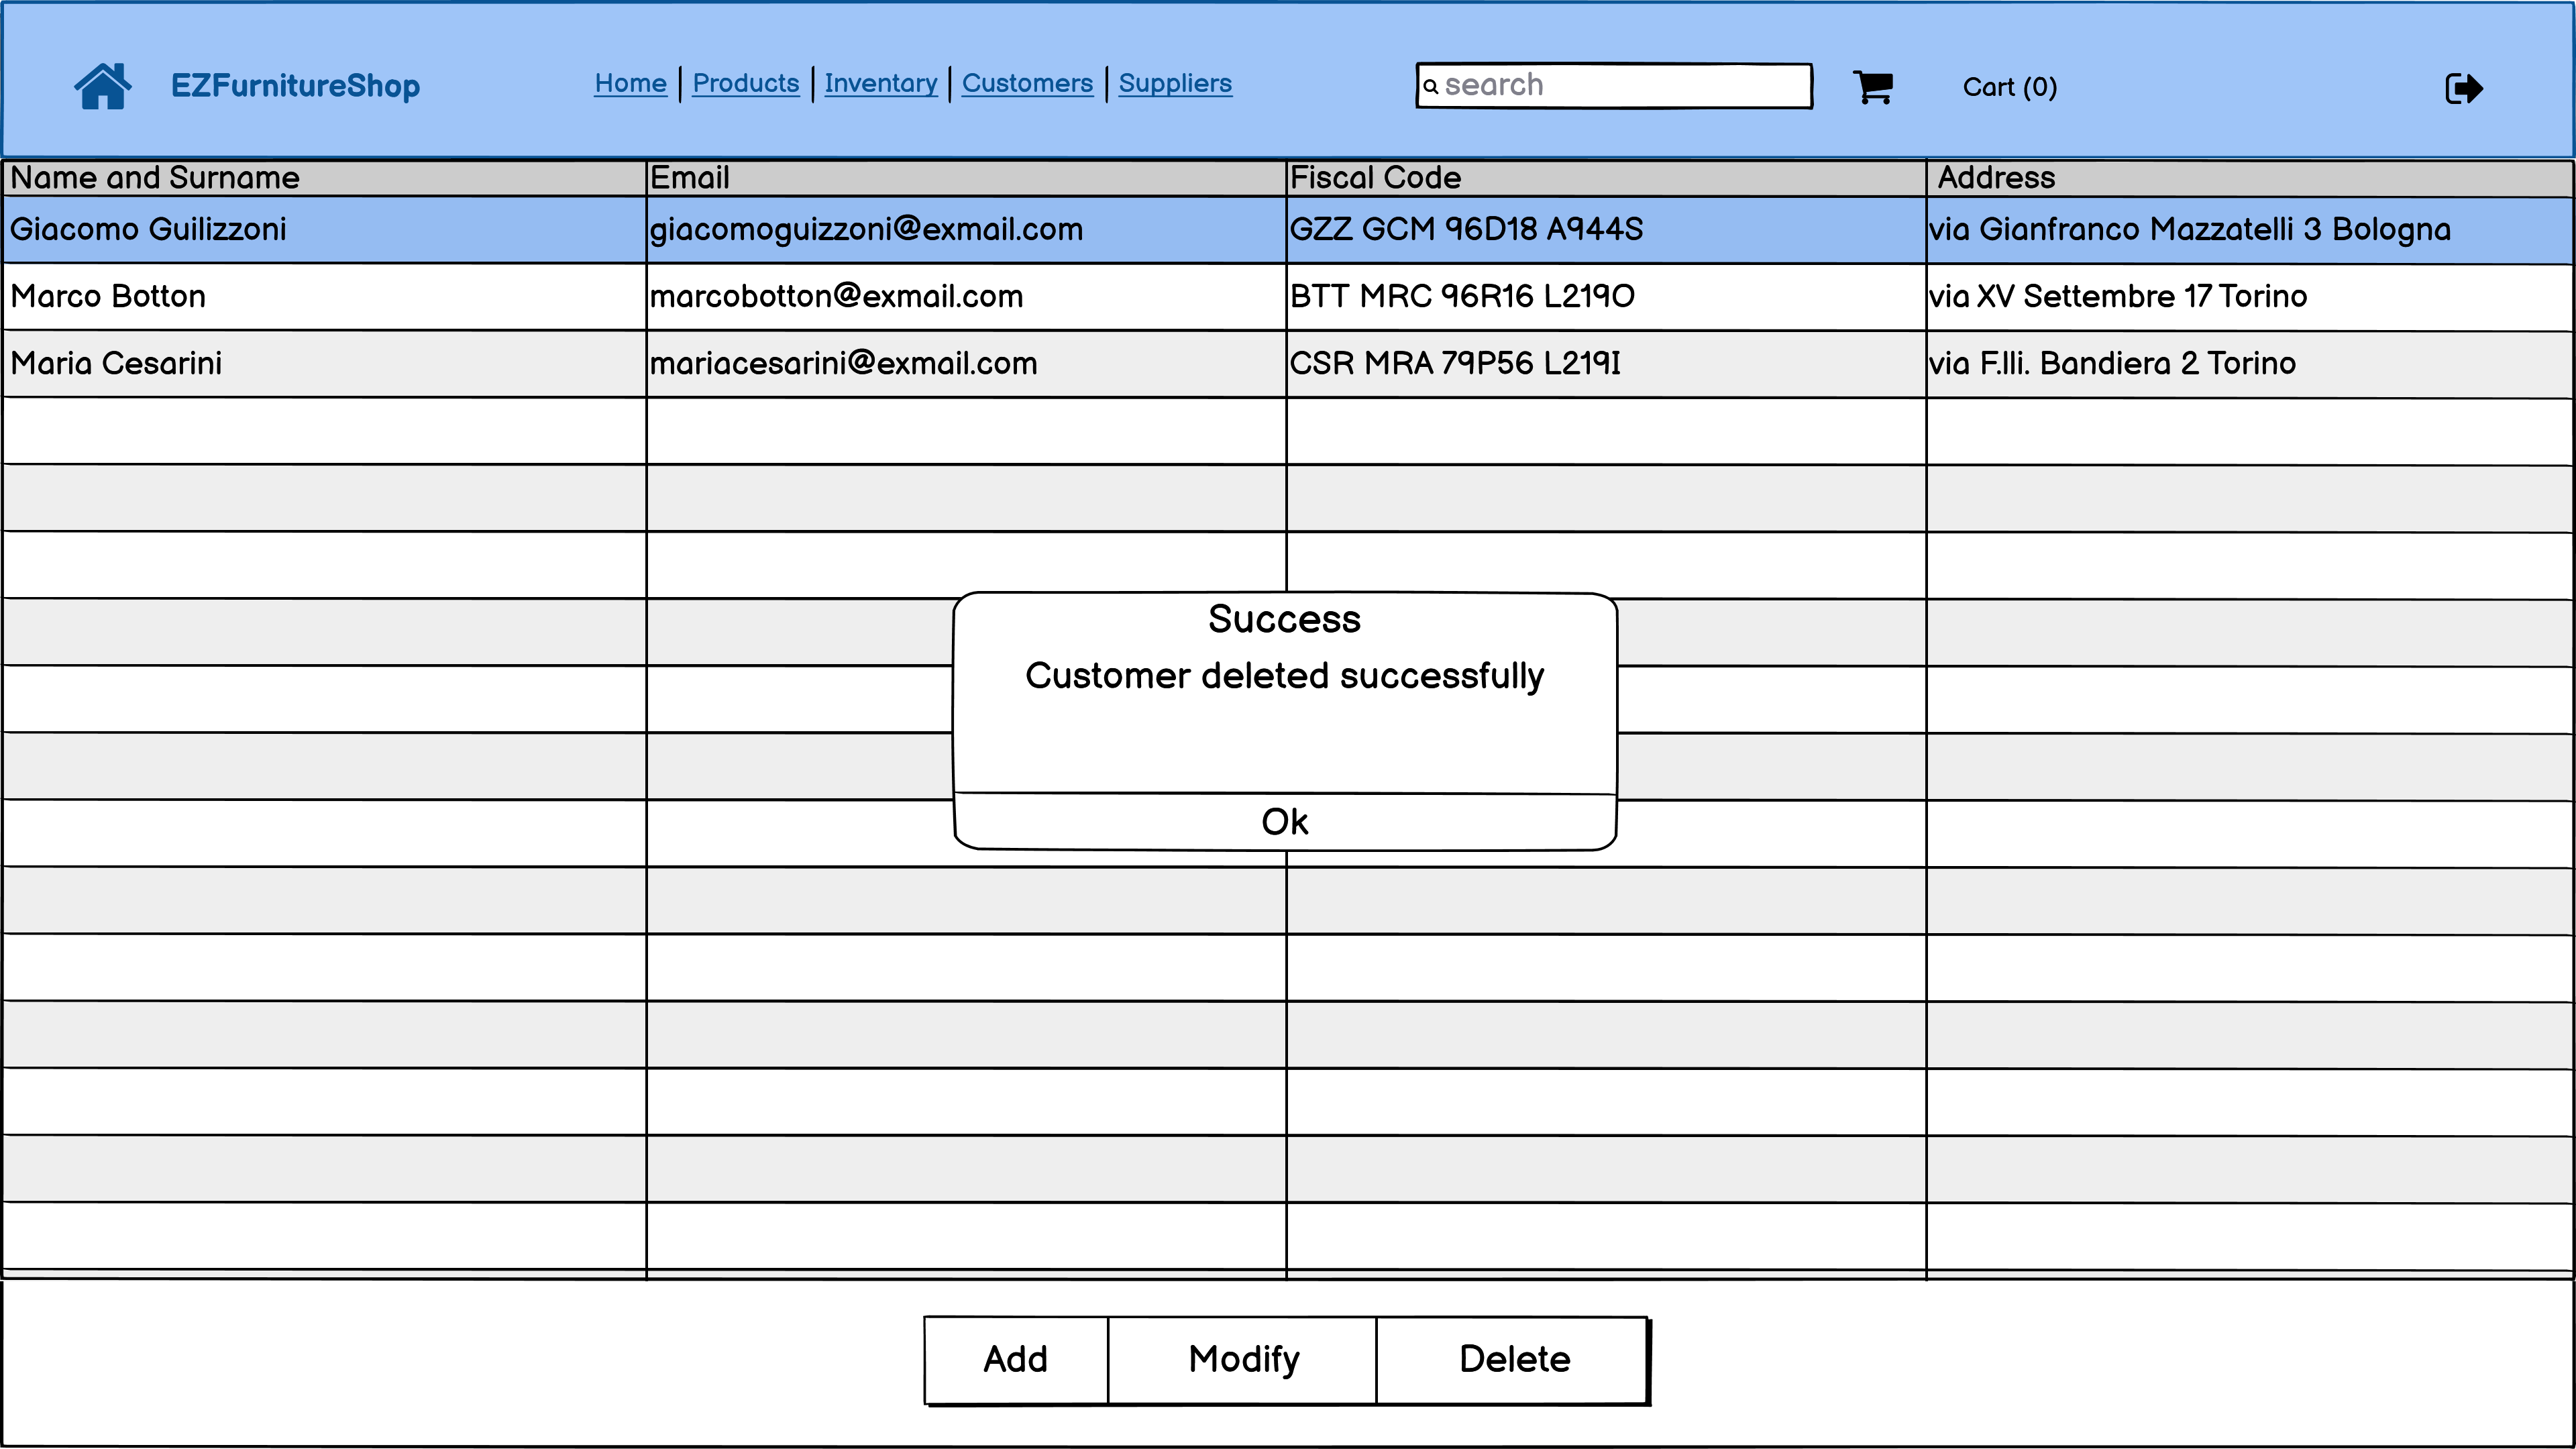 EZFurnitureShop Home Products Inventory Customers Suppliers search Cart (0)
Name and Surname Email Fiscal Code Address
Giacomo Guilizzoni giacomoguizzoni@exmail.com GZZ GCM 96D18 A944S via Gianfranco Mazzatelli 3 Bologna
Marco Botton marcobotton@exmail.com BTT MRC 96R16 L219O via XV Settembre 17 Torino
Maria Cesarini mariacesarini@exmail.com CSR MRA 79P56 L219I via F.lli. Bandiera 2 Torino
Success
Customer deleted successfully
Ok
Add Modify Delete